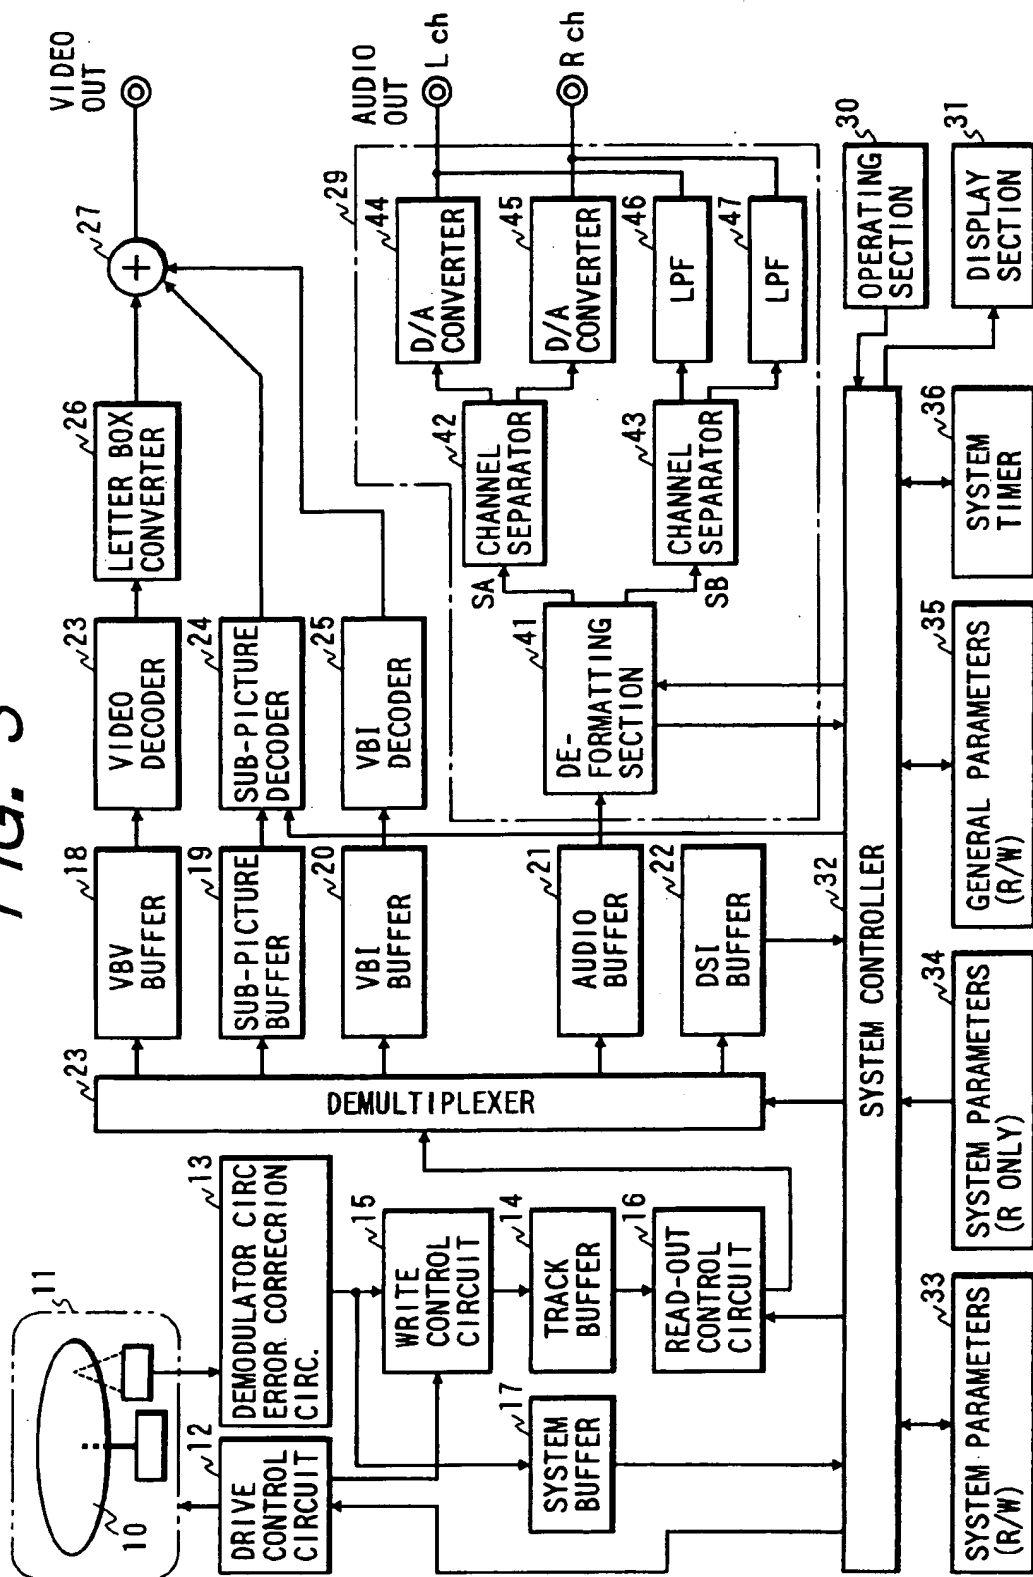 FIG. 3
11
10
12
DRIVE
CONTROL
CIRCUIT
13
DEMODULATOR CIRC
ERROR CORRECRION
CIRC.
15
WRITE
CONTROL
CIRCUIT
14
TRACK
BUFFER
16
READ-OUT
CONTROL
CIRCUIT
17
SYSTEM
BUFFER
23
DEMULTIPLEXER
18
VBV
BUFFER
19
SUB-PICTURE
BUFFER
20
VBI
BUFFER
21
AUDIO
BUFFER
22
DSI
BUFFER
23
VIDEO
DECODER
24
SUB-PICTURE
DECODER
25
VBI
DECODER
26
LETTER BOX
CONVERTER
27
+
VIDEO
OUT
29
41
DE-
FORMATTING
SECTION
SA
SB
42
CHANNEL
SEPARATOR
43
CHANNEL
SEPARATOR
44
D/A
CONVERTER
45
D/A
CONVERTER
46
LPF
47
LPF
AUDIO
OUT
L ch
R ch
32
SYSTEM CONTROLLER
30
OPERATING
SECTION
31
DISPLAY
SECTION
33
SYSTEM PARAMETERS
(R/W)
34
SYSTEM PARAMETERS
(R ONLY)
35
GENERAL PARAMETERS
(R/W)
36
SYSTEM
TIMER